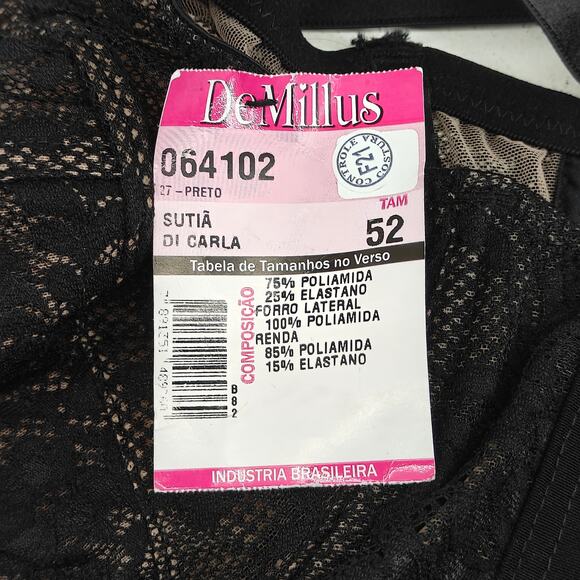 DeMillus
064102
27 - PRETO
CONTROLE COSTURA
F21
SUTIÃ
DI CARLA
TAM
52
Tabela de Tamanhos no Verso
COMPOSIÇÃO
75% POLIAMIDA
25% ELASTANO
FORRO LATERAL
100% POLIAMIDA
RENDA
85% POLIAMIDA
15% ELASTANO
B82
INDUSTRIA BRASILEIRA